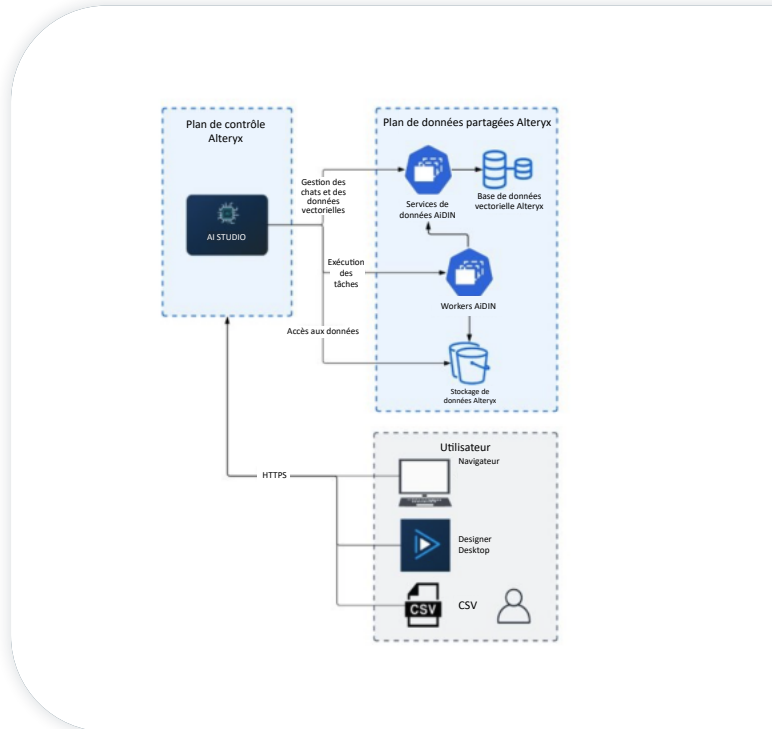 Plan de contrôle
Alteryx
AI STUDIO
Plan de données partagées Alteryx
Gestion des
chats et des
données
vectorielles
Services de
données AiDIN
Base de données
vectorielle Alteryx
Exécution
des
tâches
Workers AiDIN
Accès aux données
Stockage de
données Alteryx
Utilisateur
Navigateur
HTTPS
Designer
Desktop
CSV
CSV